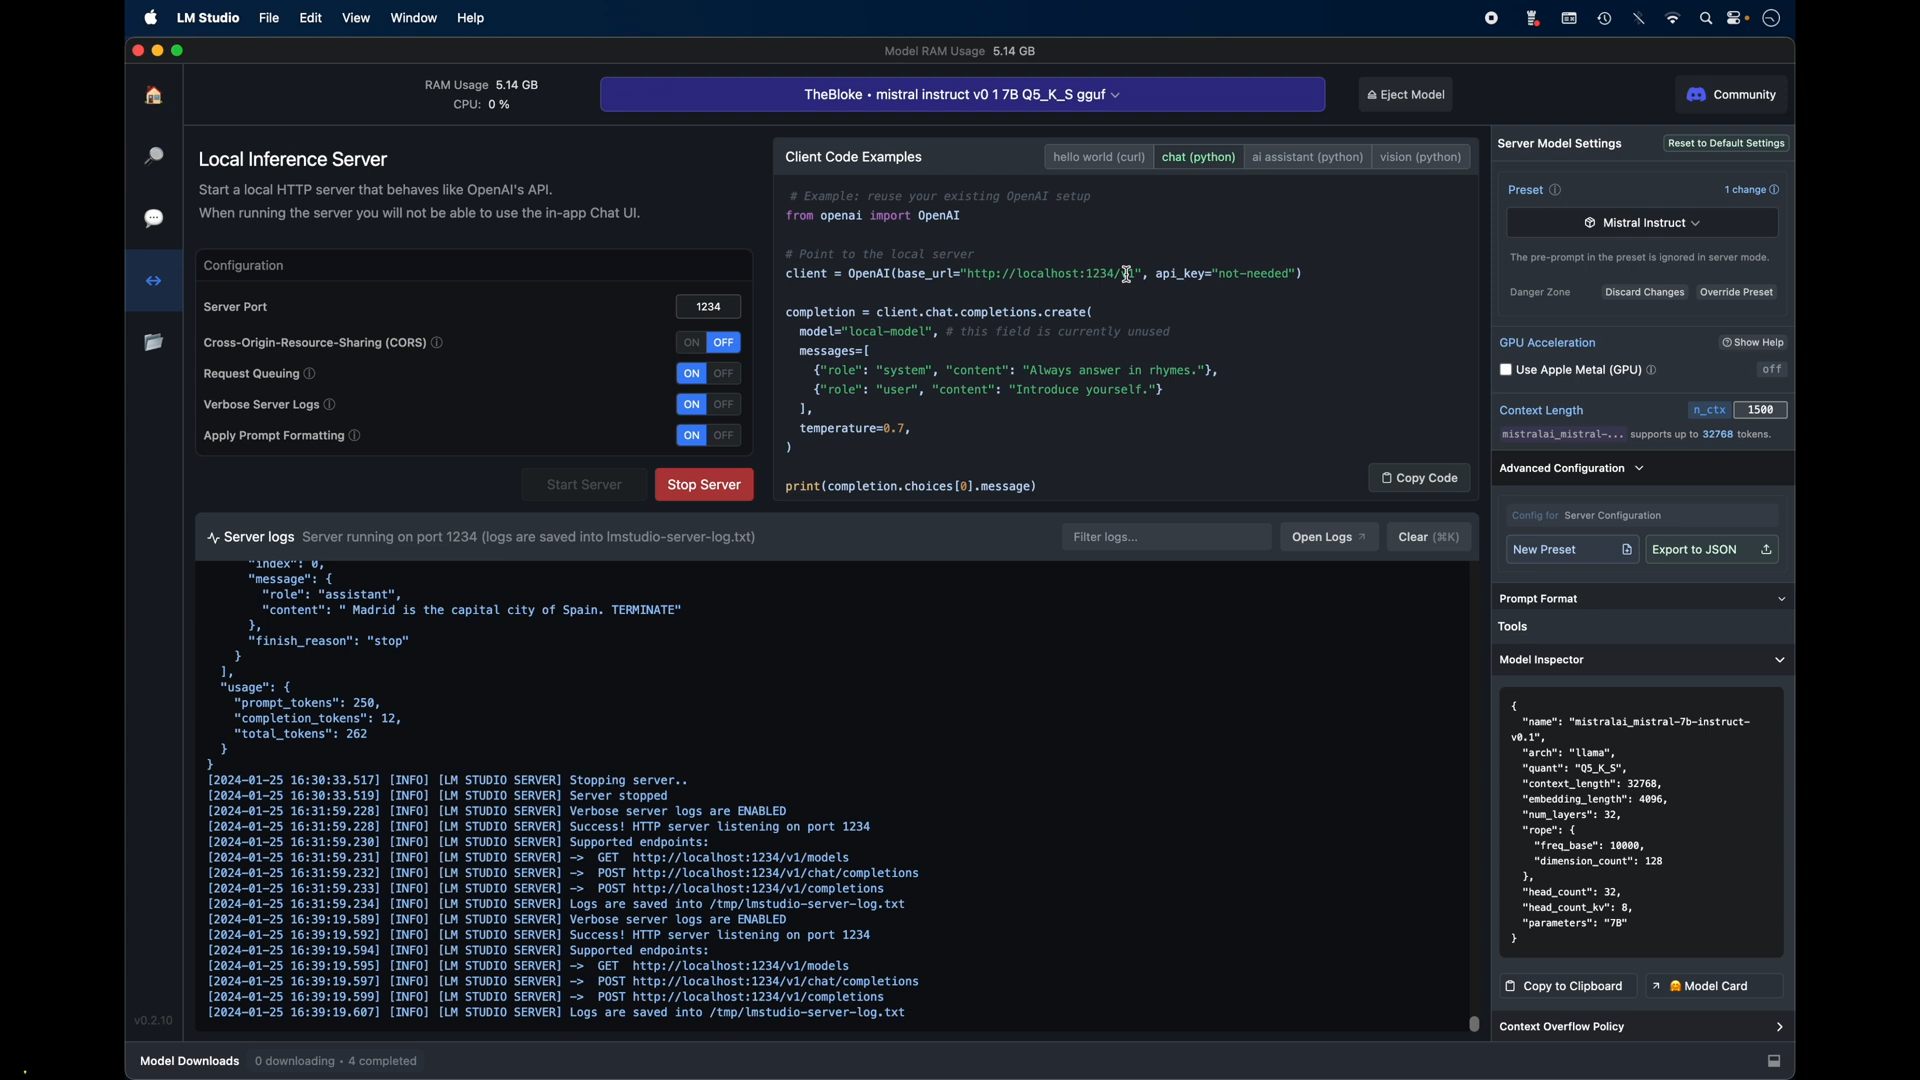 LM Studio File Edit View Window Help
Model RAM Usage 5.14 GB
RAM Usage 5.14 GB
CPU: 0 %
TheBloke • mistral instruct v0 1 7B Q5_K_S gguf
Eject Model
Community
Local Inference Server
Start a local HTTP server that behaves like OpenAI's API.
When running the server you will not be able to use the in-app Chat UI.
Configuration
Server Port 1234
Cross-Origin-Resource-Sharing (CORS) ON OFF
Request Queuing ON OFF
Verbose Server Logs ON OFF
Apply Prompt Formatting ON OFF
Start Server Stop Server
Client Code Examples hello world (curl) chat (python) ai assistant (python) vision (python)
# Example: reuse your existing OpenAI setup
from openai import OpenAI
# Point to the local server
client = OpenAI(base_url="http://localhost:1234/v1", api_key="not-needed")
completion = client.chat.completions.create(
model="local-model", # this field is currently unused
messages=[
{"role": "system", "content": "Always answer in rhymes."},
{"role": "user", "content": "Introduce yourself."}
],
temperature=0.7,
)
print(completion.choices[0].message)
Copy Code
Server logs Server running on port 1234 (logs are saved into lmstudio-server-log.txt)
Filter logs... Open Logs Clear (⌘K)
"index": 0,
"message": {
"role": "assistant",
"content": " Madrid is the capital city of Spain. TERMINATE"
},
"finish_reason": "stop"
}
],
"usage": {
"prompt_tokens": 250,
"completion_tokens": 12,
"total_tokens": 262
}
}
[2024-01-25 16:30:33.517] [INFO] [LM STUDIO SERVER] Stopping server..
[2024-01-25 16:30:33.519] [INFO] [LM STUDIO SERVER] Server stopped
[2024-01-25 16:31:59.228] [INFO] [LM STUDIO SERVER] Verbose server logs are ENABLED
[2024-01-25 16:31:59.228] [INFO] [LM STUDIO SERVER] Success! HTTP server listening on port 1234
[2024-01-25 16:31:59.230] [INFO] [LM STUDIO SERVER] Supported endpoints:
[2024-01-25 16:31:59.231] [INFO] [LM STUDIO SERVER] -> GET http://localhost:1234/v1/models
[2024-01-25 16:31:59.232] [INFO] [LM STUDIO SERVER] -> POST http://localhost:1234/v1/chat/completions
[2024-01-25 16:31:59.233] [INFO] [LM STUDIO SERVER] -> POST http://localhost:1234/v1/completions
[2024-01-25 16:31:59.234] [INFO] [LM STUDIO SERVER] Logs are saved into /tmp/lmstudio-server-log.txt
[2024-01-25 16:39:19.589] [INFO] [LM STUDIO SERVER] Verbose server logs are ENABLED
[2024-01-25 16:39:19.592] [INFO] [LM STUDIO SERVER] Success! HTTP server listening on port 1234
[2024-01-25 16:39:19.594] [INFO] [LM STUDIO SERVER] Supported endpoints:
[2024-01-25 16:39:19.595] [INFO] [LM STUDIO SERVER] -> GET http://localhost:1234/v1/models
[2024-01-25 16:39:19.597] [INFO] [LM STUDIO SERVER] -> POST http://localhost:1234/v1/chat/completions
[2024-01-25 16:39:19.599] [INFO] [LM STUDIO SERVER] -> POST http://localhost:1234/v1/completions
[2024-01-25 16:39:19.607] [INFO] [LM STUDIO SERVER] Logs are saved into /tmp/lmstudio-server-log.txt
Server Model Settings Reset to Default Settings
Preset 1 change
Mistral Instruct
The pre-prompt in the preset is ignored in server mode.
Danger Zone Discard Changes Override Preset
GPU Acceleration Show Help
Use Apple Metal (GPU) off
Context Length n_ctx 1500
mistralai_mistral-... supports up to 32768 tokens.
Advanced Configuration
Config for Server Configuration
New Preset Export to JSON
Prompt Format
Tools
Model Inspector
{
"name": "mistralai_mistral-7b-instruct-
v0.1",
"arch": "llama",
"quant": "Q5_K_S",
"context_length": 32768,
"embedding_length": 4096,
"num_layers": 32,
"rope": {
"freq_base": 10000,
"dimension_count": 128
},
"head_count": 32,
"head_count_kv": 8,
"parameters": "7B"
}
Copy to Clipboard Model Card
Context Overflow Policy
v0.2.10
Model Downloads 0 downloading • 4 completed